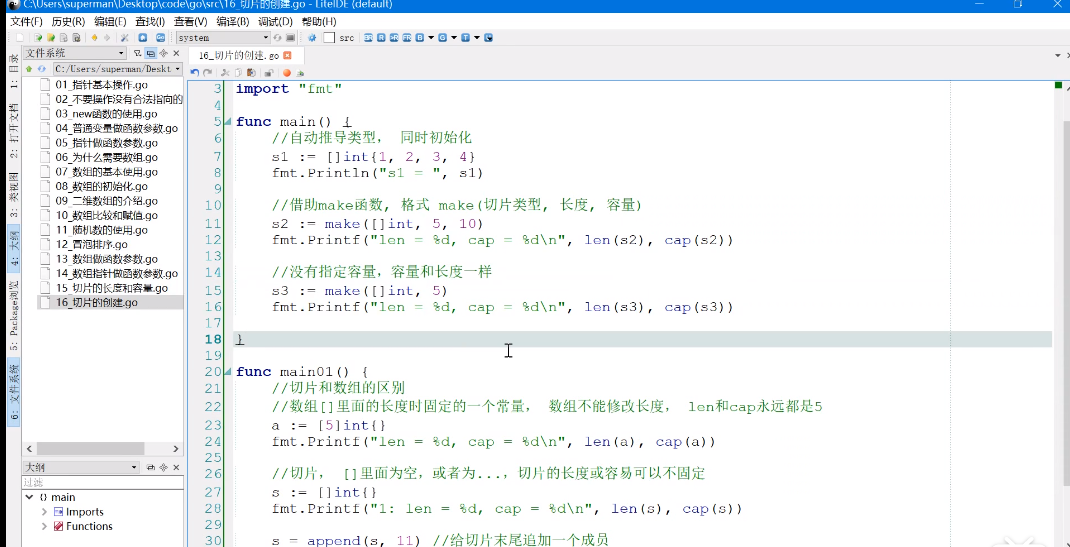 C:\Users\superman\Desktop\code\go\src\16_切片的创建.go - LiteIDE (default)
文件(F) 历史(R) 编辑(E) 查找(I) 查看(V) 编译(B) 调试(D) 帮助(H)
system
src
文件系统
16_切片的创建.go
C:/Users/superman/Deskt
1: 目录
2: 打开文档
3: 类视图
4: 大纲
5: Package浏览
6: 文件系统
01_指针基本操作.go
02_不要操作没有合法指向的
03_new函数的使用.go
04_普通变量做函数参数.go
05_指针做函数参数.go
06_为什么需要数组.go
07_数组的基本使用.go
08_数组的初始化.go
09_二维数组的介绍.go
10_数组比较和赋值.go
11_随机数的使用.go
12_冒泡排序.go
13_数组做函数参数.go
14_数组指针做函数参数.go
15_切片的长度和容量.go
16_切片的创建.go
大纲
过滤
{} main
Imports
Functions
3 import "fmt"
4
5 func main() {
6 //自动推导类型， 同时初始化
7 s1 := []int{1, 2, 3, 4}
8 fmt.Println("s1 = ", s1)
9
10 //借助make函数, 格式 make(切片类型, 长度, 容量)
11 s2 := make([]int, 5, 10)
12 fmt.Printf("len = %d, cap = %d\n", len(s2), cap(s2))
13
14 //没有指定容量，容量和长度一样
15 s3 := make([]int, 5)
16 fmt.Printf("len = %d, cap = %d\n", len(s3), cap(s3))
17
18 }
19
20 func main01() {
21 //切片和数组的区别
22 //数组[]里面的长度时固定的一个常量， 数组不能修改长度， len和cap永远都是5
23 a := [5]int{}
24 fmt.Printf("len = %d, cap = %d\n", len(a), cap(a))
25
26 //切片， []里面为空，或者为...，切片的长度或容易可以不固定
27 s := []int{}
28 fmt.Printf("1: len = %d, cap = %d\n", len(s), cap(s))
29
30 s = append(s, 11) //给切片末尾追加一个成员